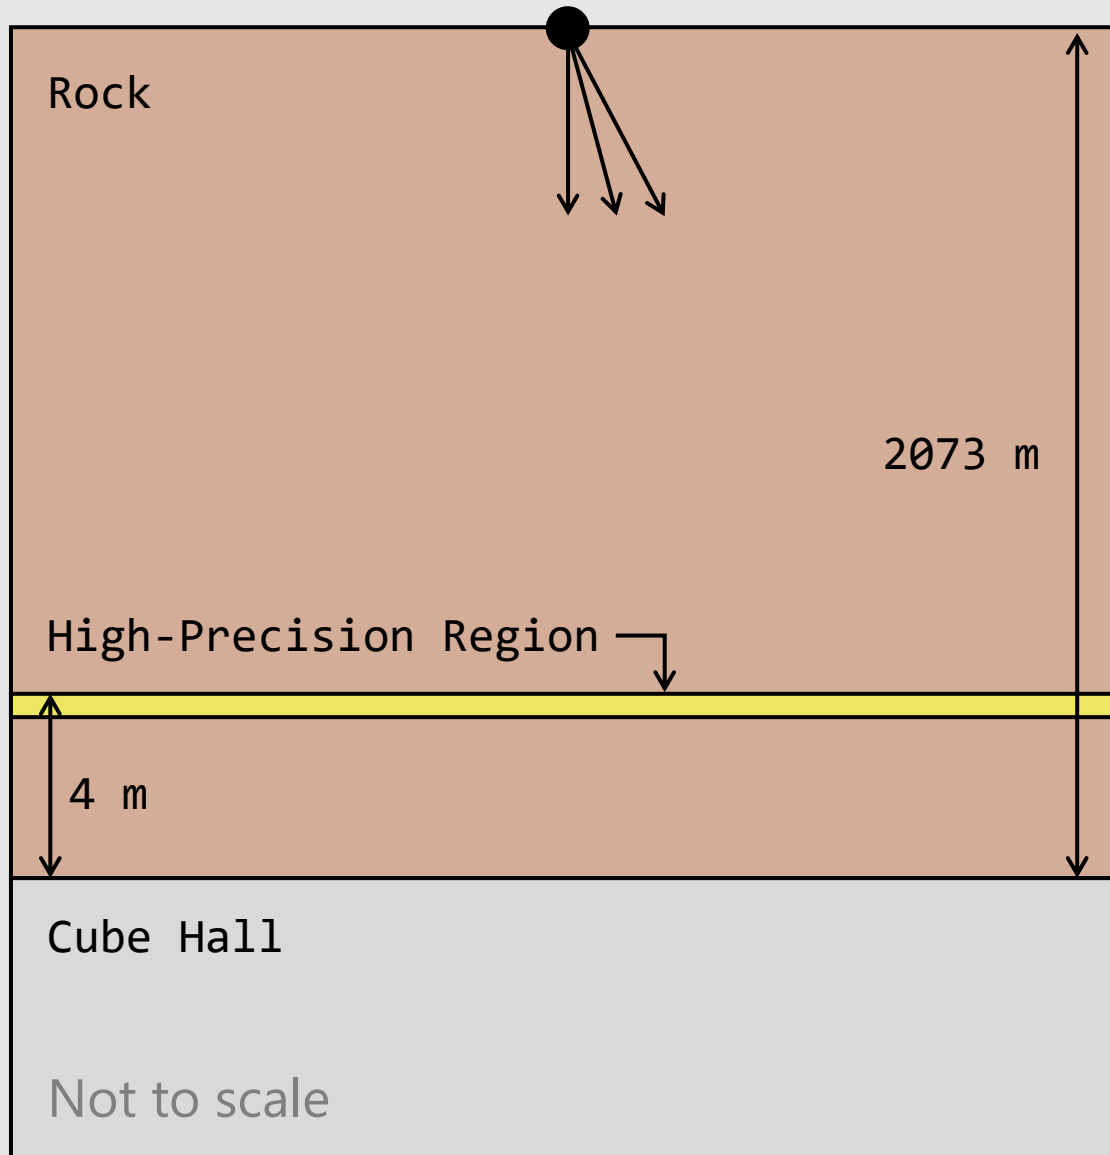 Rock
2073 m
High-Precision Region
4 m
Cube Hall
Not to scale